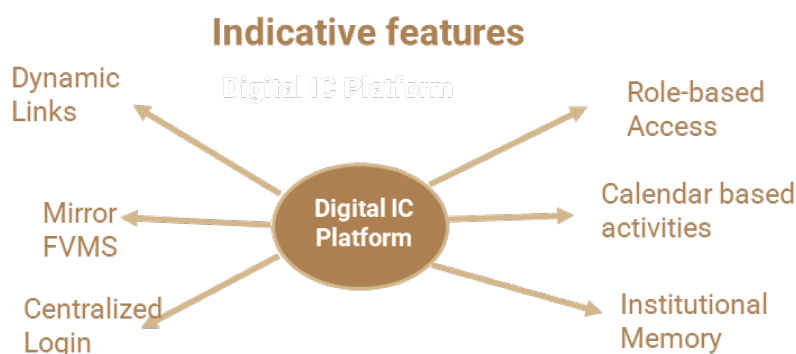 Indicative features
Digital IC Platform
Dynamic
Links
Role-based
Access
Mirror
FVMS
Digital IC
Platform
Calendar based
activities
Centralized
Login
Institutional
Memory